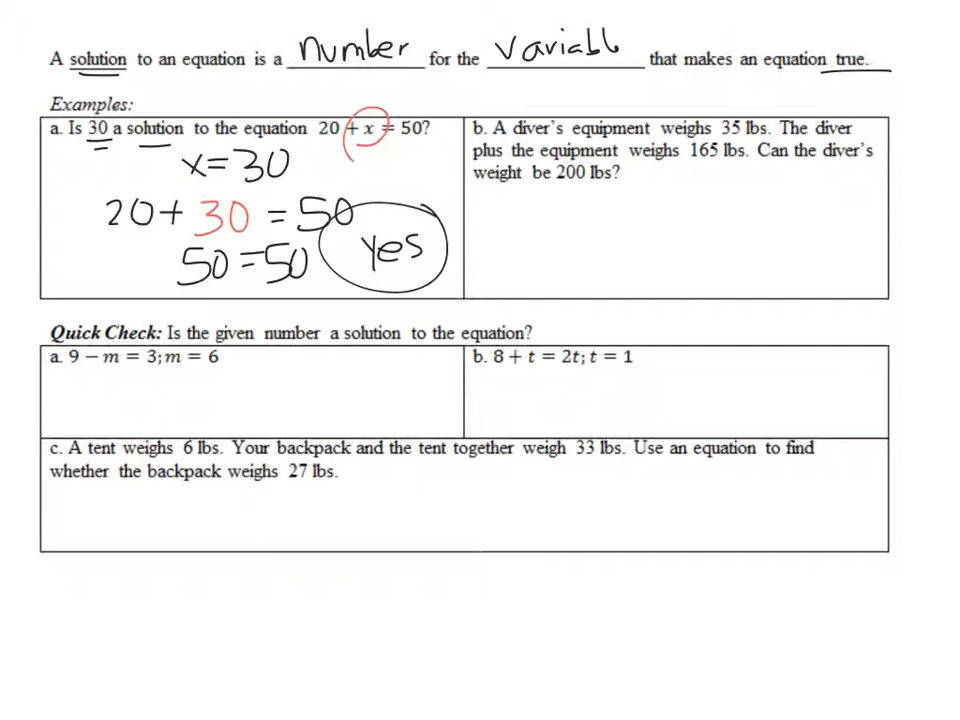 A solution to an equation is a number for the variabl that makes an equation true.
Examples:
a. Is 30 a solution to the equation 20 + x = 50?
x=30
20+ 30 = 50
50=50 yes
b. A diver's equipment weighs 35 lbs. The diver
plus the equipment weighs 165 lbs. Can the diver's
weight be 200 lbs?
Quick Check: Is the given number a solution to the equation?
a. 9 − m = 3; m = 6
b. 8 + t = 2t; t = 1
c. A tent weighs 6 lbs. Your backpack and the tent together weigh 33 lbs. Use an equation to find
whether the backpack weighs 27 lbs.